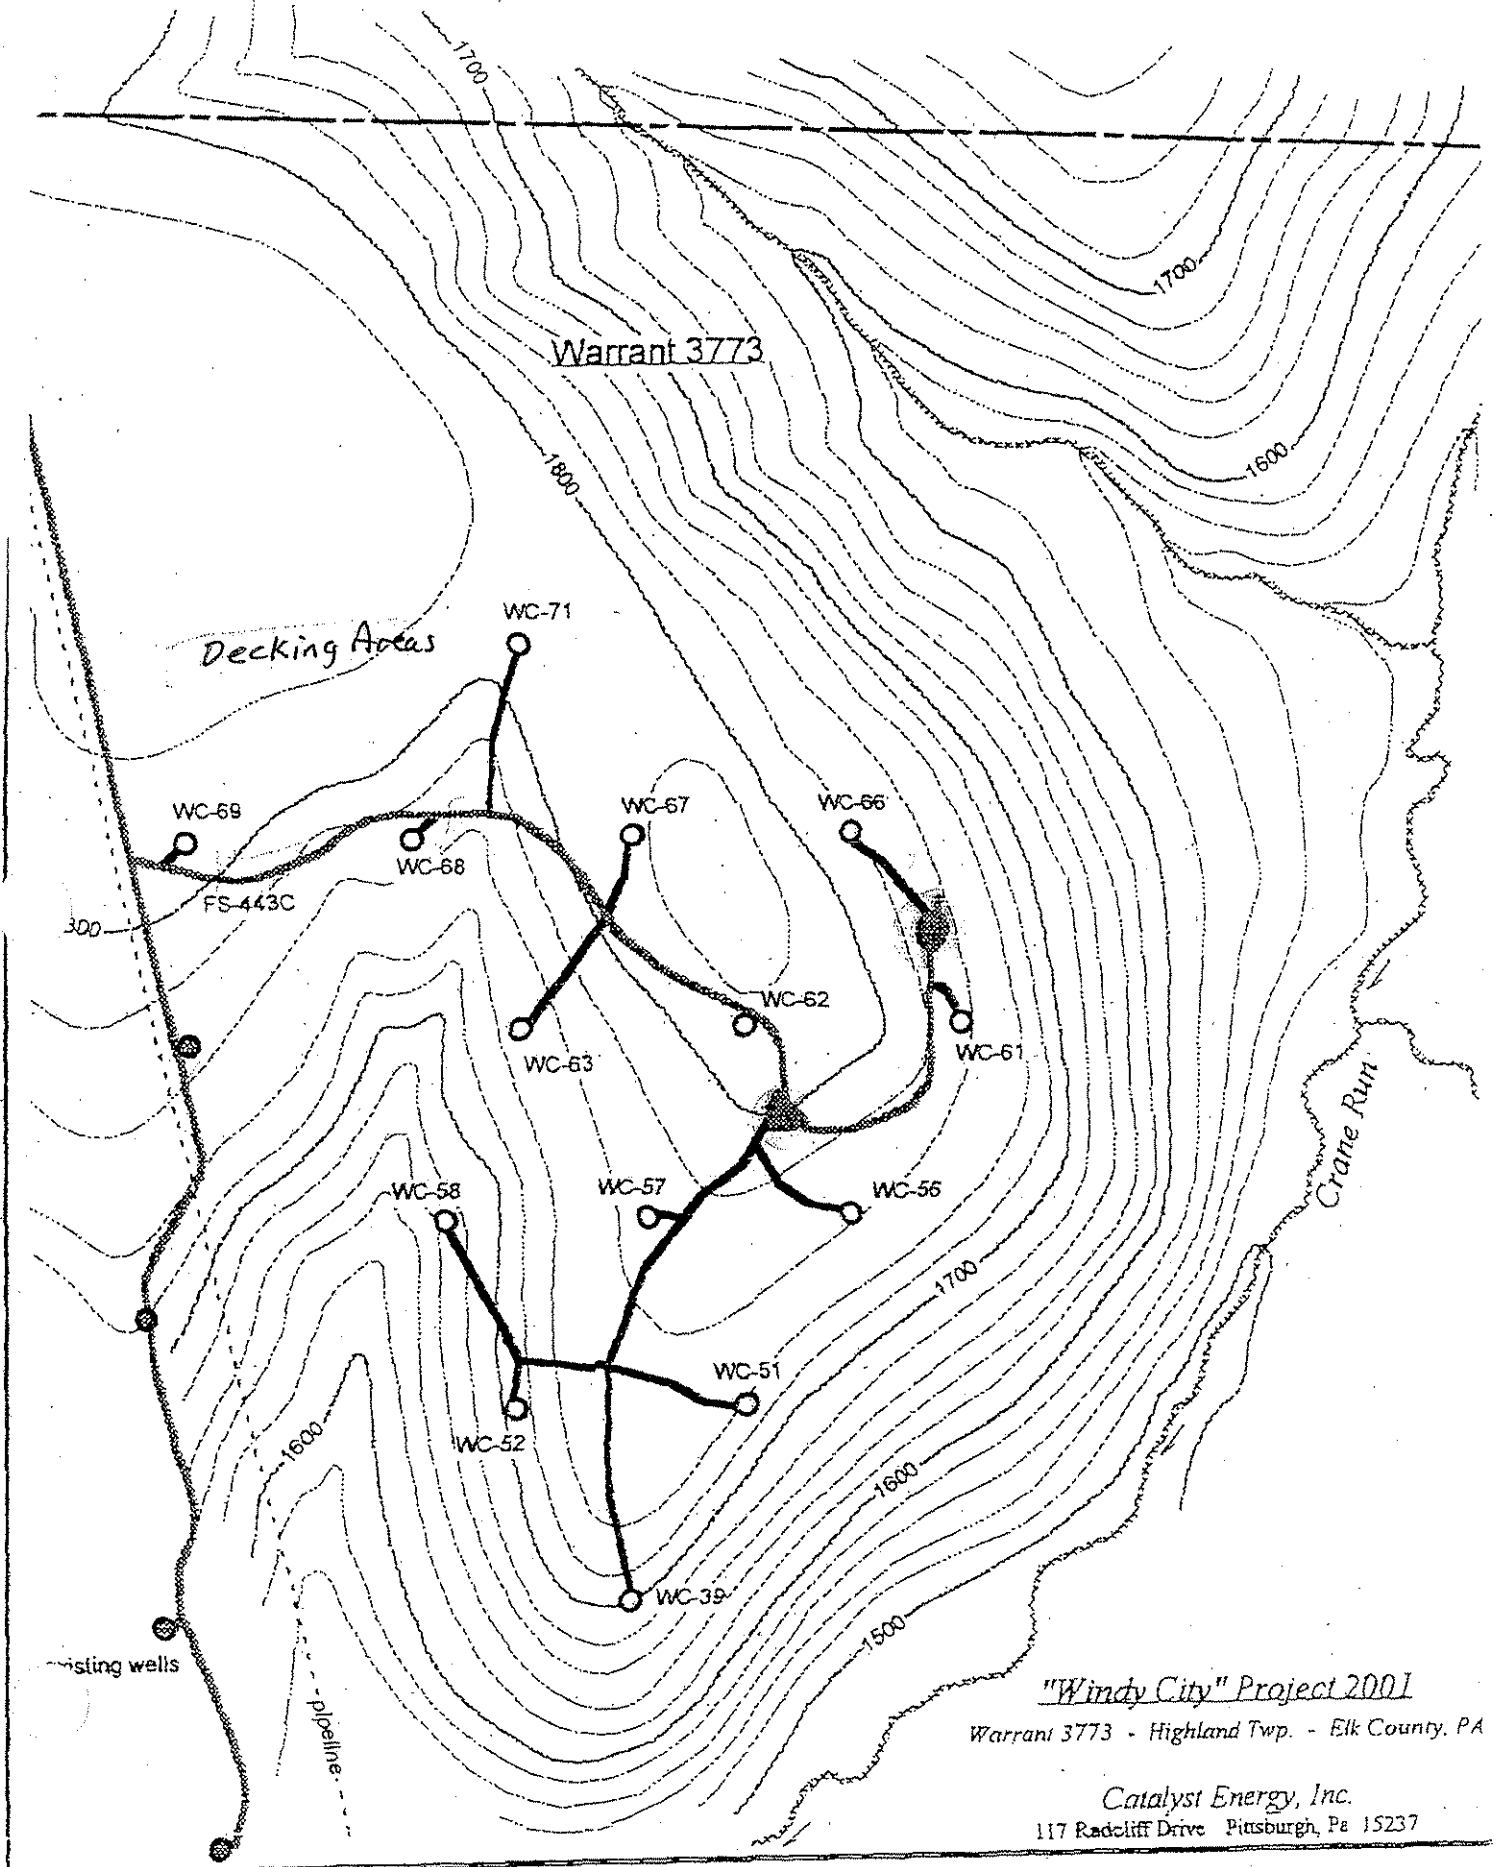 1700
1700
Warrant 3773
1600
1800
WC-71
Decking Areas
WC-69
WC-67
WC-66
WC-68
FS-443C
300
WC-62
WC-63
WC-61
Crane Run
WC-58
WC-57
WC-56
1700
WC-51
WC-52
1600
1600
WC-39
1500
isting wells
pipeline
"Windy City" Project 2001
Warrant 3773 - Highland Twp. - Elk County, PA
Catalyst Energy, Inc.
117 Radcliff Drive Pittsburgh, Pa 15237